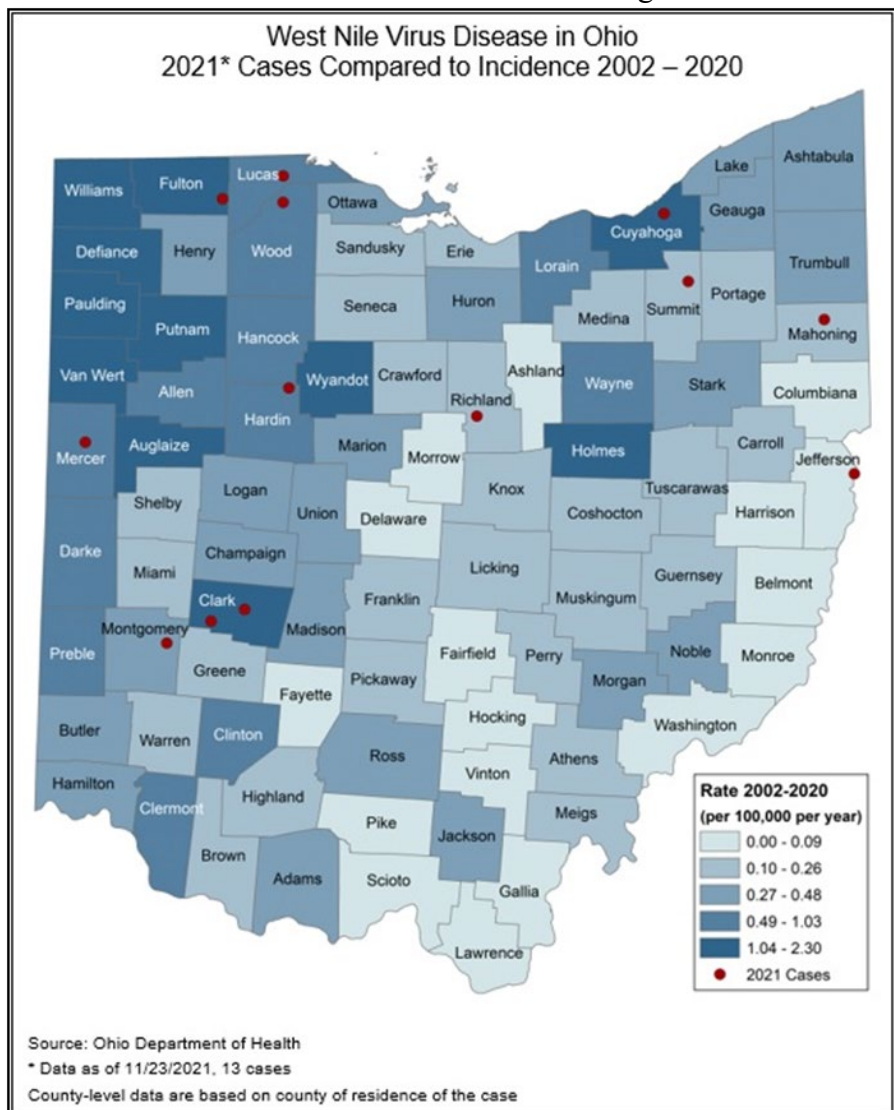 West Nile Virus Disease in Ohio
2021* Cases Compared to Incidence 2002 – 2020
Ashtabula
Lake
Geauga
Williams
Fulton
Lucas
Ottawa
Cuyahoga
Defiance
Henry
Wood
Sandusky
Erie
Lorain
Trumbull
Paulding
Seneca
Huron
Medina
Summit
Portage
Mahoning
Putnam
Hancock
Van Wert
Allen
Wyandot
Crawford
Richland
Ashland
Wayne
Stark
Columbiana
Hardin
Mercer
Auglaize
Marion
Morrow
Holmes
Carroll
Jefferson
Shelby
Logan
Union
Knox
Coshocton
Tuscarawas
Harrison
Delaware
Darke
Miami
Champaign
Licking
Muskingum
Guernsey
Belmont
Clark
Madison
Franklin
Montgomery
Preble
Greene
Fayette
Pickaway
Fairfield
Perry
Morgan
Noble
Monroe
Butler
Warren
Clinton
Ross
Hocking
Washington
Hamilton
Clermont
Highland
Vinton
Athens
Meigs
Brown
Adams
Pike
Jackson
Scioto
Gallia
Lawrence
Rate 2002-2020
(per 100,000 per year)
0.00 - 0.09
0.10 - 0.26
0.27 - 0.48
0.49 - 1.03
1.04 - 2.30
2021 Cases
Source: Ohio Department of Health
* Data as of 11/23/2021, 13 cases
County-level data are based on county of residence of the case